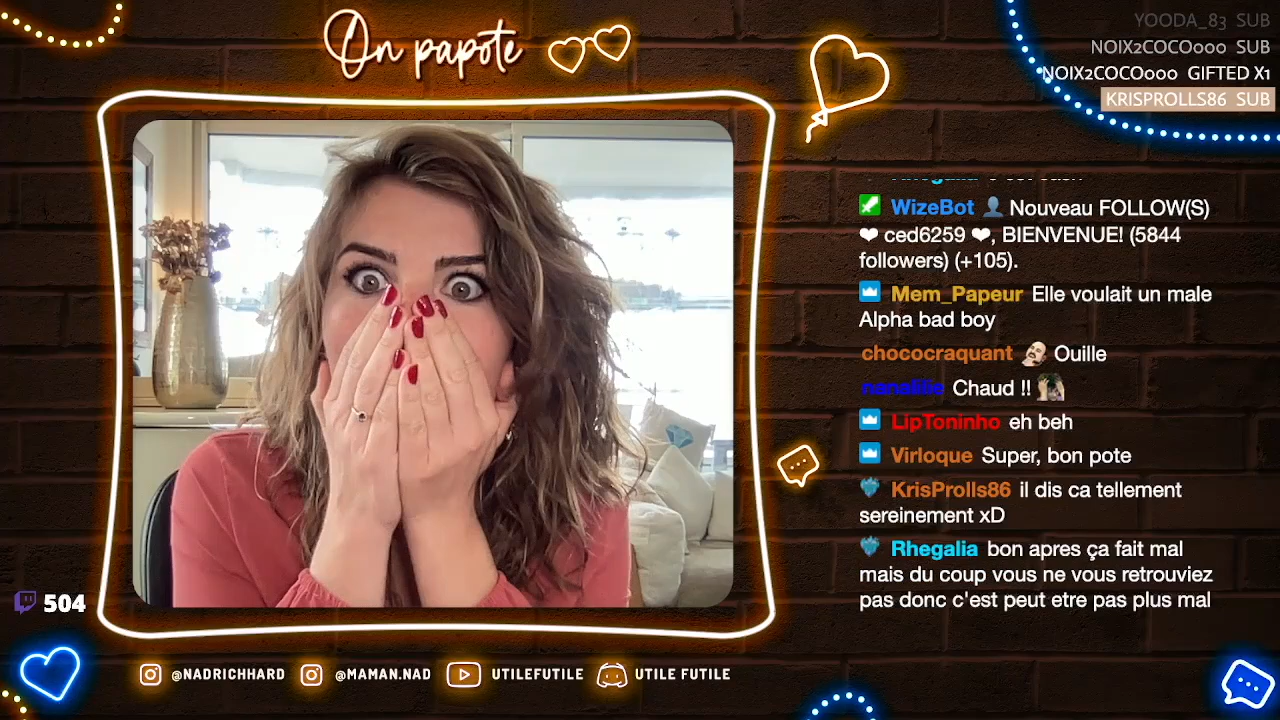 On papote
YOODA_83 SUB
NOIX2COCO000 SUB
NOIX2COCO000 GIFTED X1
KRISPROLLS86 SUB
WizeBot Nouveau FOLLOW(S)
❤ ced6259 ❤, BIENVENUE! (5844
followers) (+105).
Mem_Papeur Elle voulait un male
Alpha bad boy
chococraquant Ouille
nanalilie Chaud !!
LipToninho eh beh
Virloque Super, bon pote
KrisProlls86 il dis ca tellement
sereinement xD
Rhegalia bon apres ça fait mal
mais du coup vous ne vous retrouviez
pas donc c'est peut etre pas plus mal
504
@NADRICHHARD @MAMAN.NAD UTILEFUTILE UTILE FUTILE